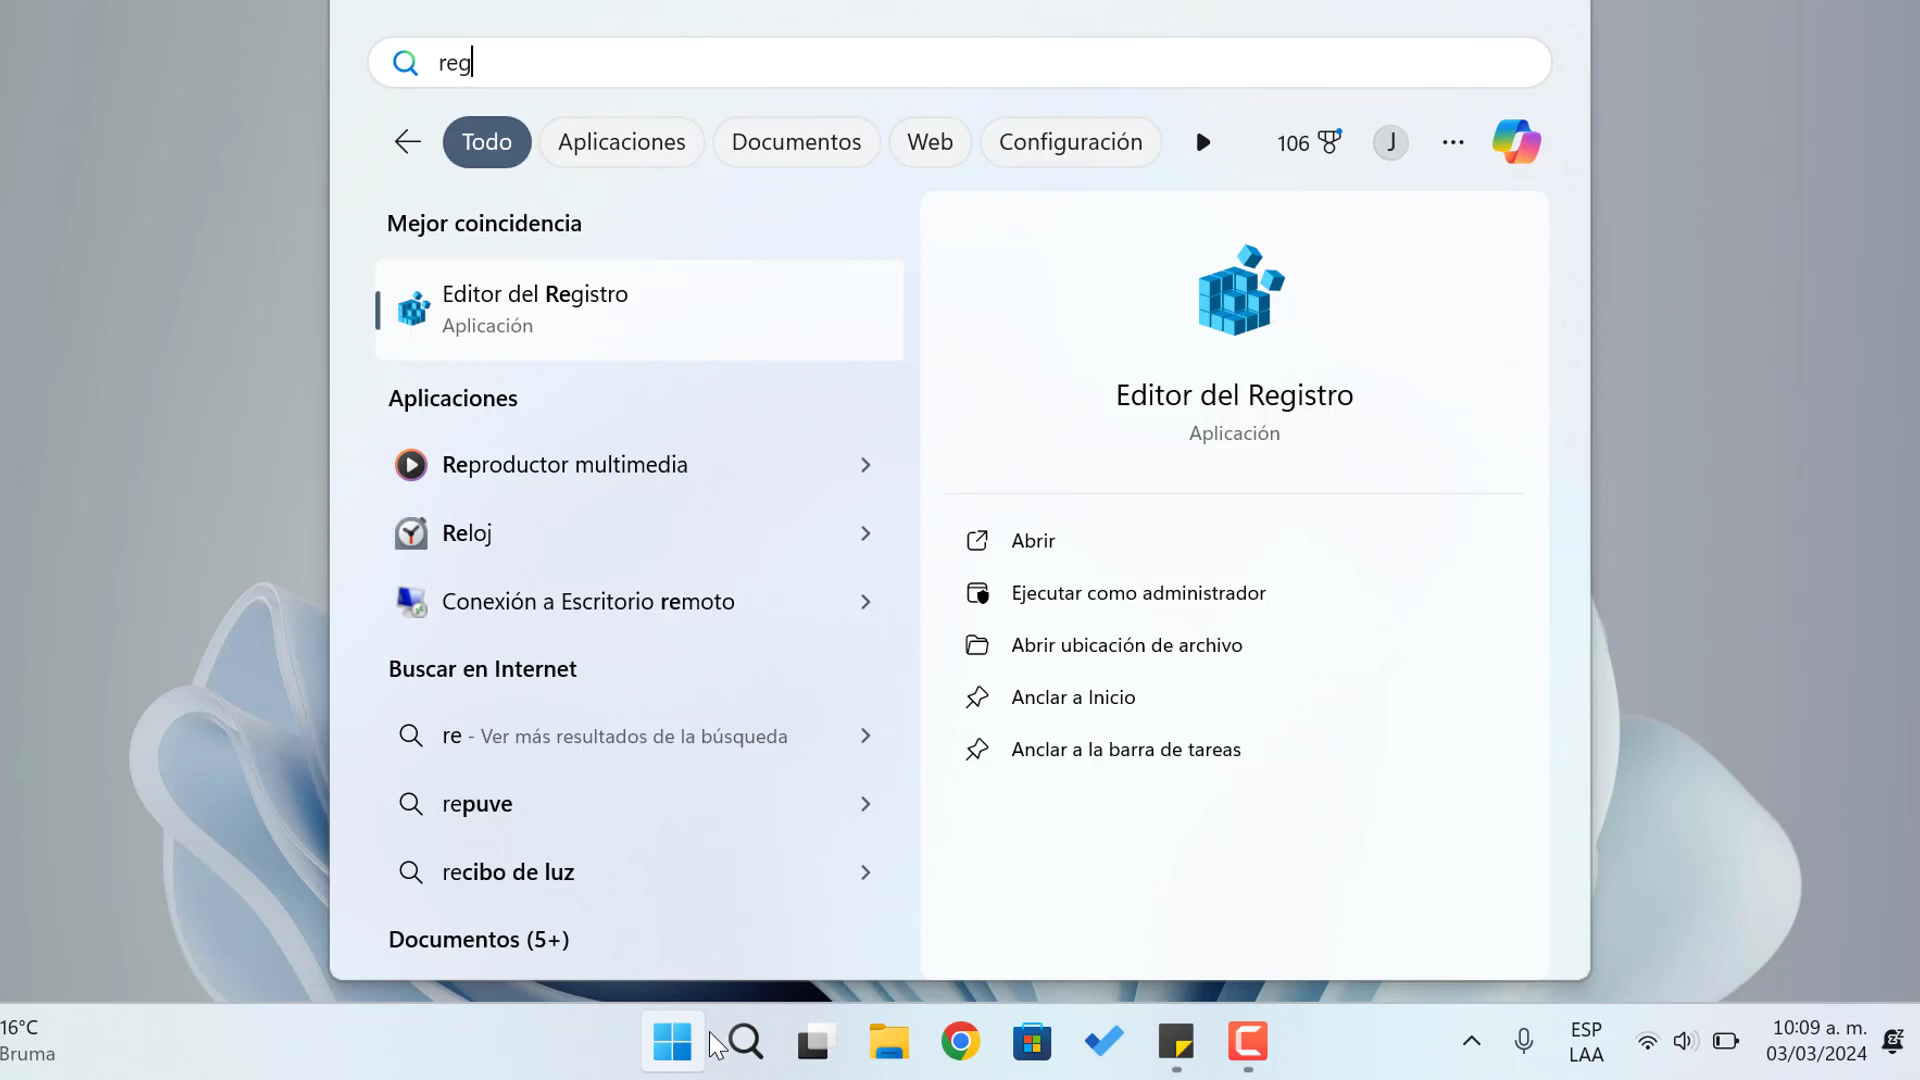 reg
Todo
Aplicaciones
Documentos
Web
Configuración
106
J
Mejor coincidencia
Editor del Registro
Aplicación
Aplicaciones
Reproductor multimedia
Reloj
Conexión a Escritorio remoto
Buscar en Internet
re - Ver más resultados de la búsqueda
repuve
recibo de luz
Documentos (5+)
Editor del Registro
Aplicación
Abrir
Ejecutar como administrador
Abrir ubicación de archivo
Anclar a Inicio
Anclar a la barra de tareas
16°C
Bruma
ESP
LAA
10:09 a. m.
03/03/2024